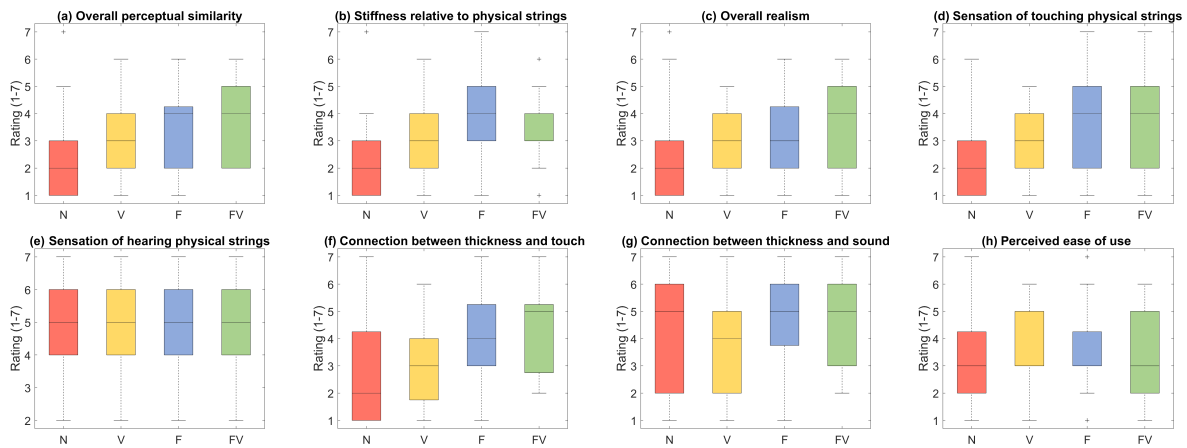 (a) Overall perceptual similarity
Rating (1-7)
7
6
5
4
3
2
1
N V F FV
(b) Stiffness relative to physical strings
Rating (1-7)
7
6
5
4
3
2
1
N V F FV
(c) Overall realism
Rating (1-7)
7
6
5
4
3
2
1
N V F FV
(d) Sensation of touching physical strings
Rating (1-7)
7
6
5
4
3
2
1
N V F FV
(e) Sensation of hearing physical strings
Rating (1-7)
7
6
5
4
3
2
N V F FV
(f) Connection between thickness and touch
Rating (1-7)
7
6
5
4
3
2
1
N V F FV
(g) Connection between thickness and sound
Rating (1-7)
7
6
5
4
3
2
1
N V F FV
(h) Perceived ease of use
Rating (1-7)
7
6
5
4
3
2
1
N V F FV